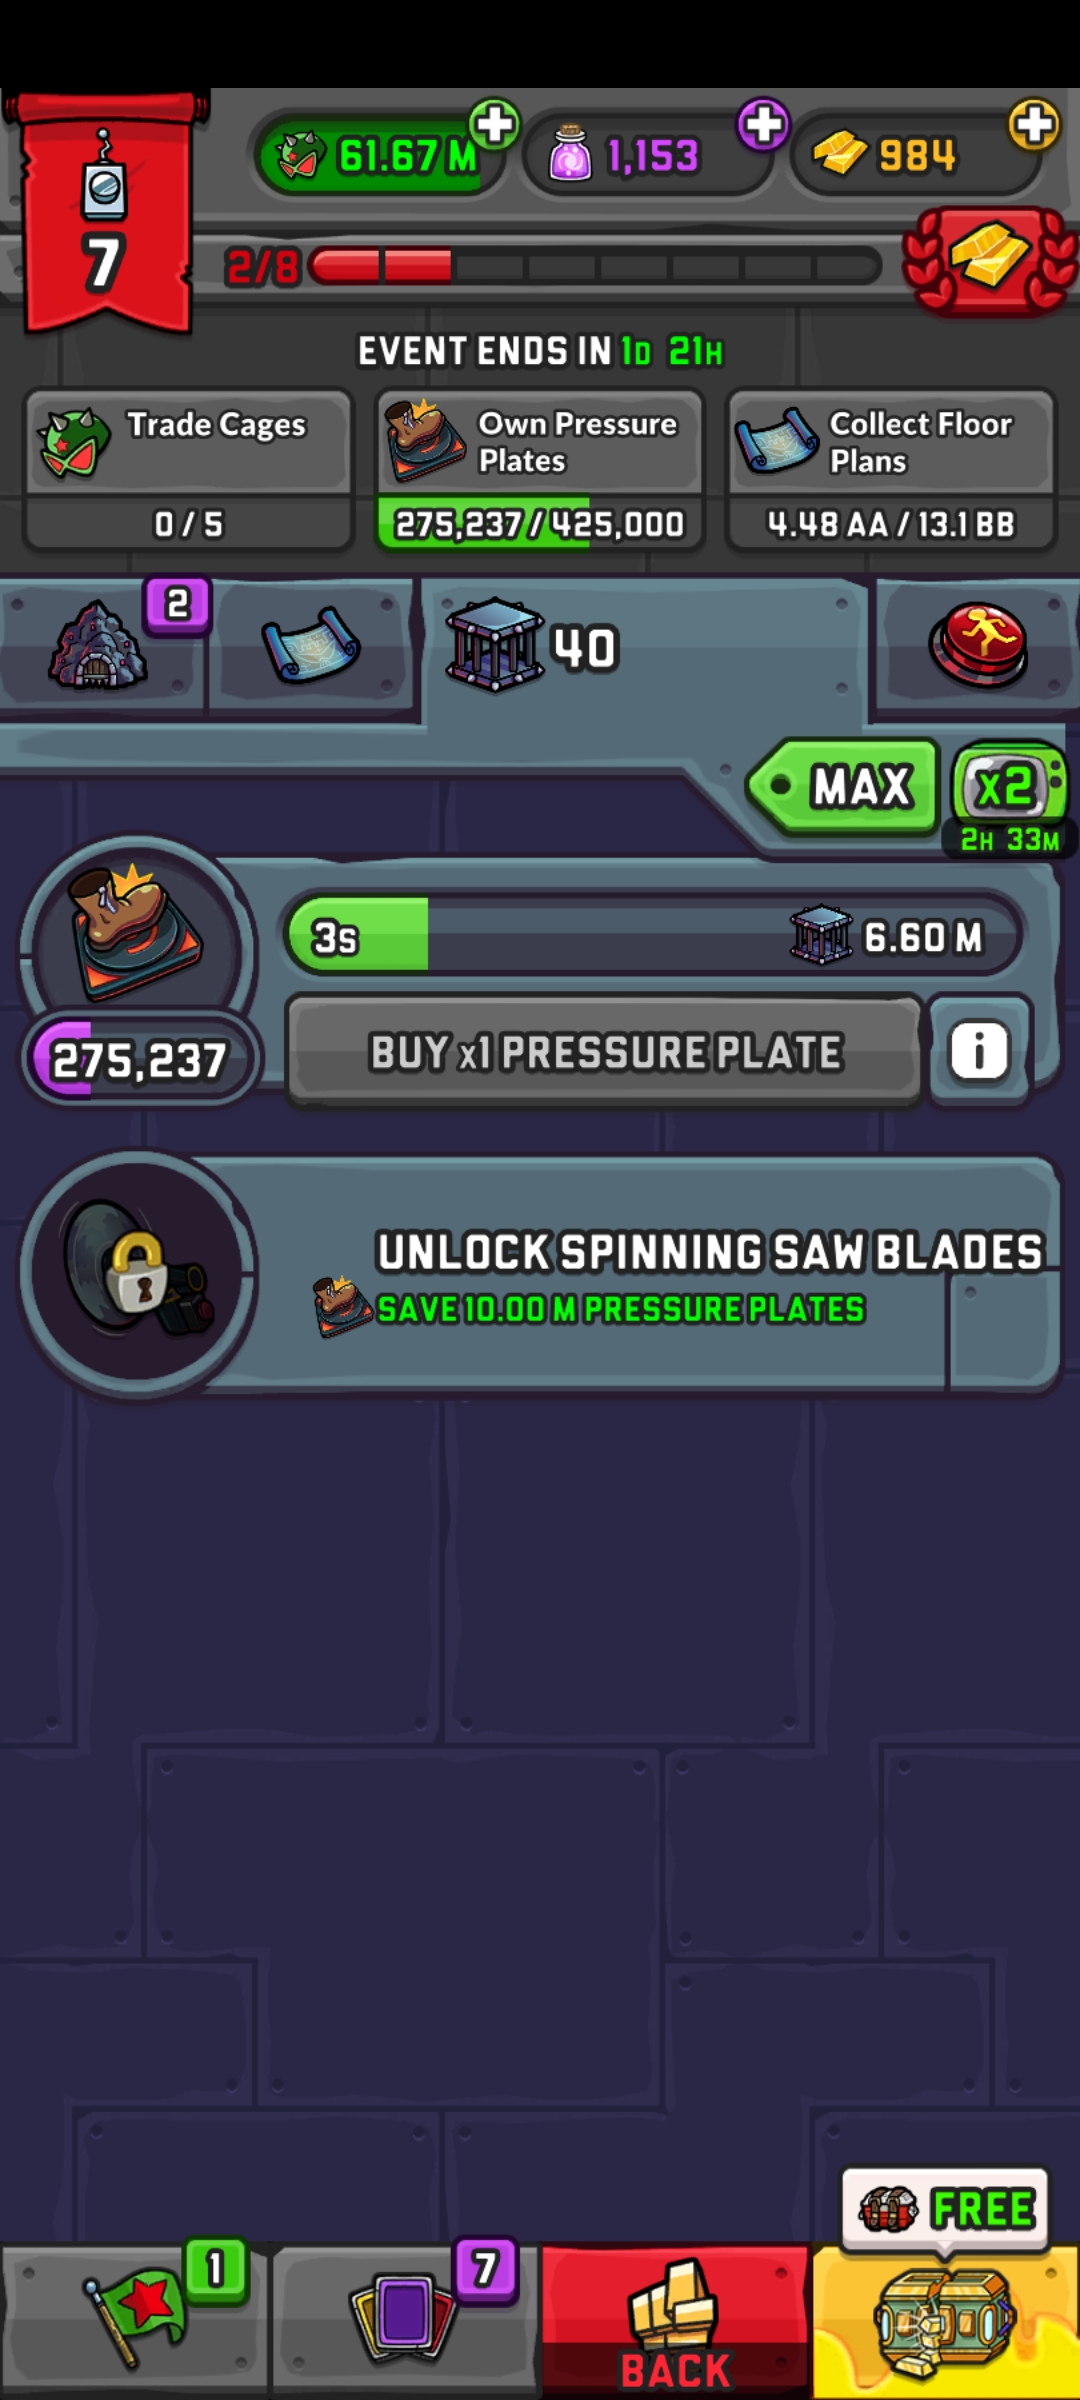 61.67 M
1,153
984
7
2/8
EVENT ENDS IN 1D 21H
Trade Cages
0 / 5
Own Pressure
Plates
275,237 / 425,000
Collect Floor
Plans
4.48 AA / 13.1 BB
2
40
MAX
x2
2H 33M
3s
6.60 M
275,237
BUY x1 PRESSURE PLATE
i
UNLOCK SPINNING SAW BLADES
SAVE 10.00 M PRESSURE PLATES
FREE
1
7
BACK